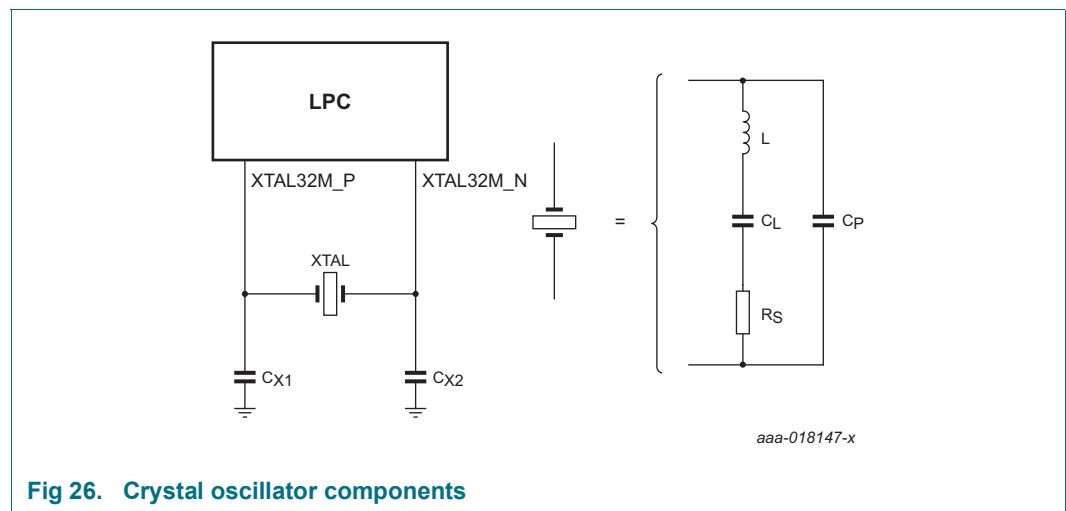 LPC
XTAL32M_P
XTAL32M_N
XTAL
CX1
CX2
=
L
CL
CP
RS
aaa-018147-x
Fig 26. Crystal oscillator components